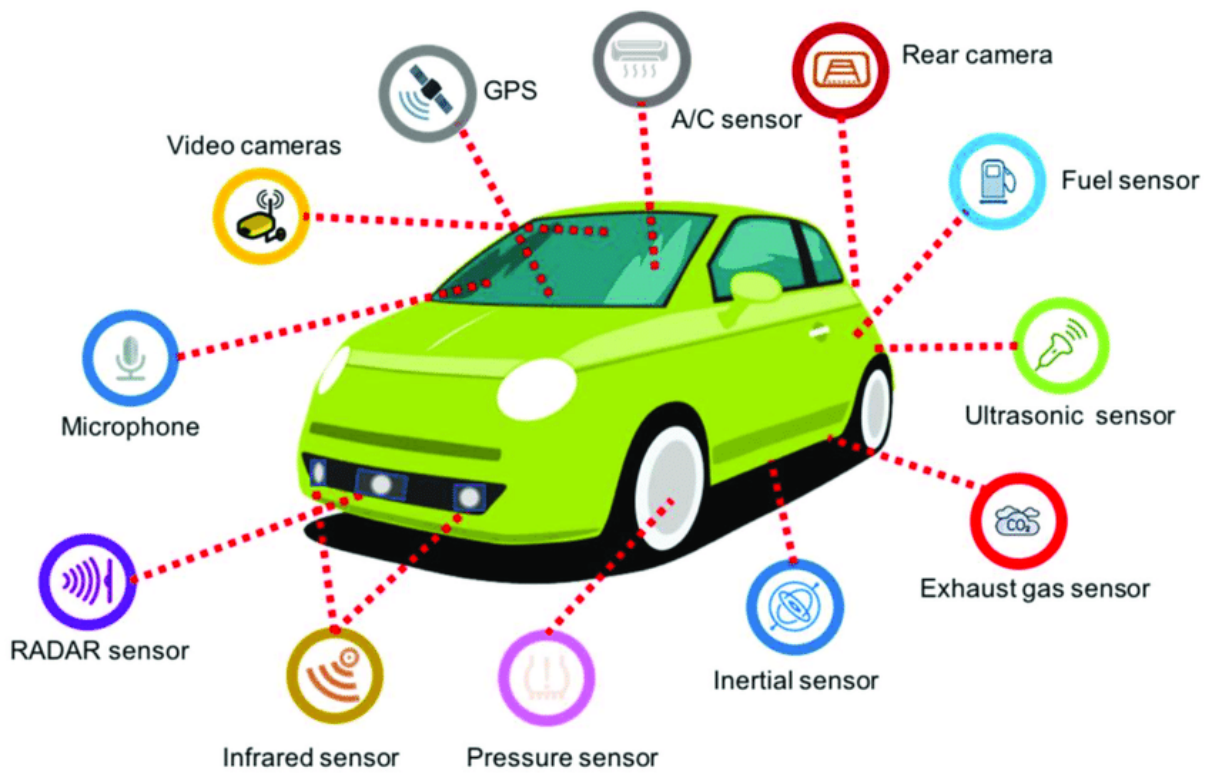 Rear camera
GPS
A/C sensor
Video cameras
Fuel sensor
Ultrasonic sensor
Microphone
CO₂
Exhaust gas sensor
RADAR sensor
Inertial sensor
Infrared sensor
Pressure sensor